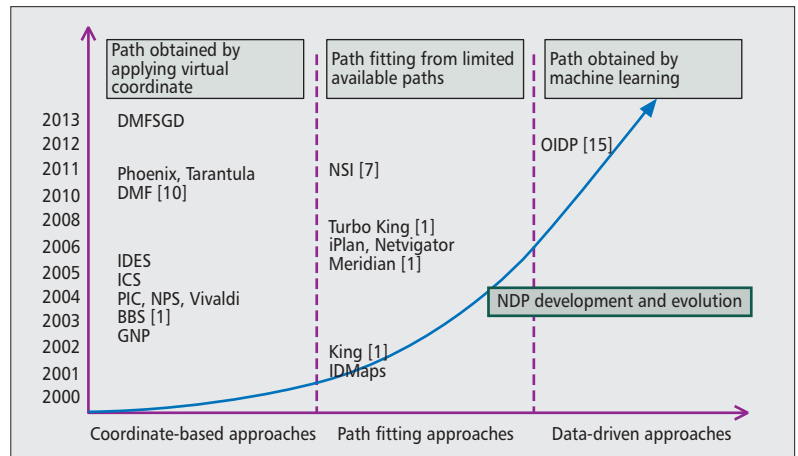 Path obtained by
applying virtual
coordinate
Path fitting from limited
available paths
Path obtained by
machine learning
2013
2012
2011
2010
2008
2006
2005
2004
2003
2002
2001
2000
DMFSGD
Phoenix, Tarantula
DMF [10]
IDES
ICS
PIC, NPS, Vivaldi
BBS [1]
GNP
NSI [7]
Turbo King [1]
iPlan, Netvigator
Meridian [1]
King [1]
IDMaps
OIDP [15]
NDP development and evolution
Coordinate-based approaches
Path fitting approaches
Data-driven approaches